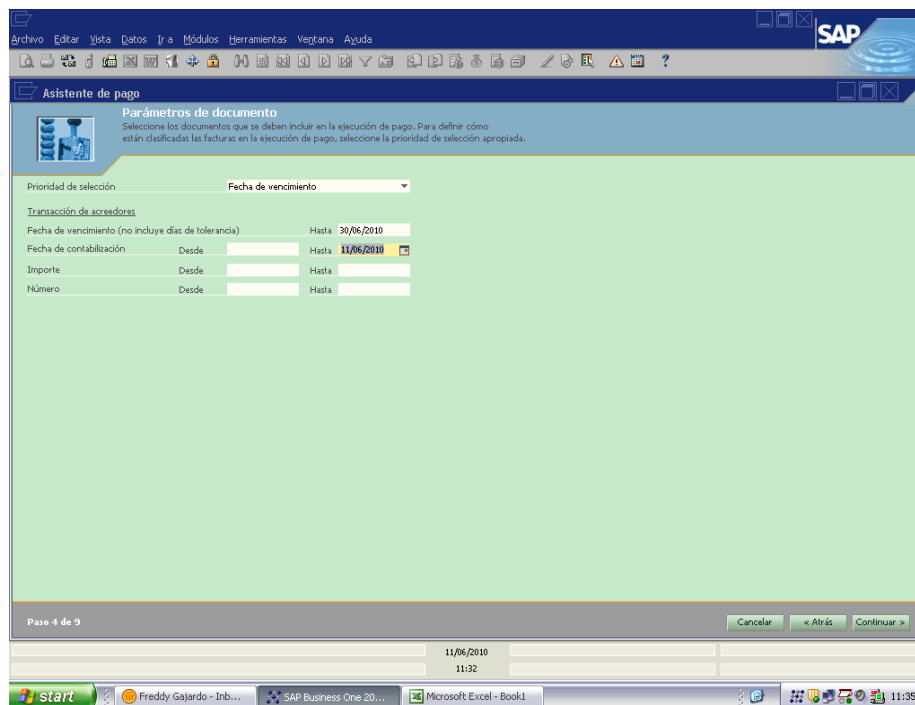 Archivo Editar Vista Datos Ir a Módulos Herramientas Ventana Ayuda
SAP
Asistente de pago
Parámetros de documento
Seleccione los documentos que se deben incluir en la ejecución de pago. Para definir cómo
están clasificadas las facturas en la ejecución de pago, seleccione la prioridad de selección apropiada.
Prioridad de selección Fecha de vencimiento
Transacción de acreedores
Fecha de vencimiento (no incluye días de tolerancia) Hasta 30/06/2010
Fecha de contabilización Desde Hasta 11/06/2010
Importe Desde Hasta
Número Desde Hasta
Paso 4 de 9 Cancelar < Atrás Continuar >
11/06/2010
11:32
start Freddy Gajardo - Inb... SAP Business One 20... Microsoft Excel - Book1 11:35